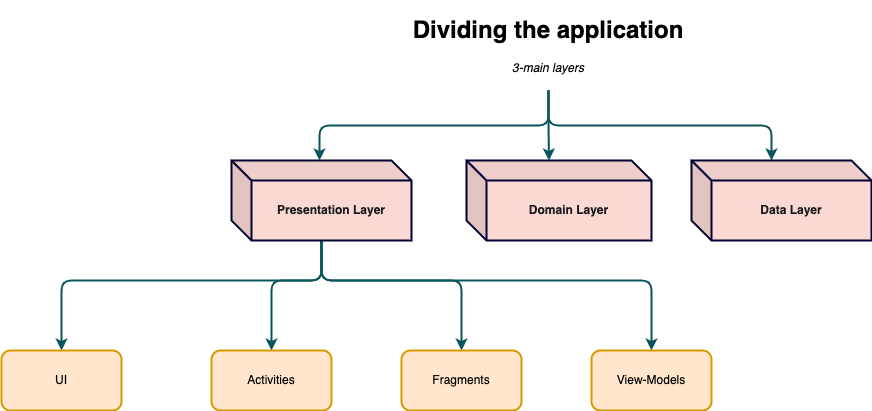 Dividing the application
3-main layers
Presentation Layer
Domain Layer
Data Layer
UI
Activities
Fragments
View-Models